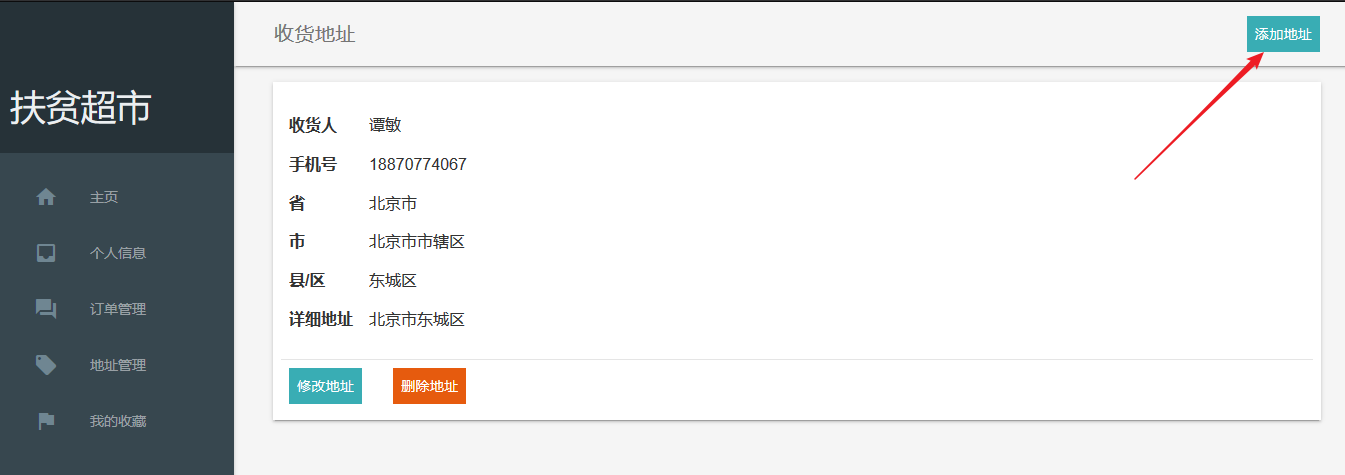 收货地址
添加地址
扶贫超市
主页
个人信息
订单管理
地址管理
我的收藏
收货人 谭敏
手机号 18870774067
省 北京市
市 北京市市辖区
县/区 东城区
详细地址 北京市东城区
修改地址 删除地址